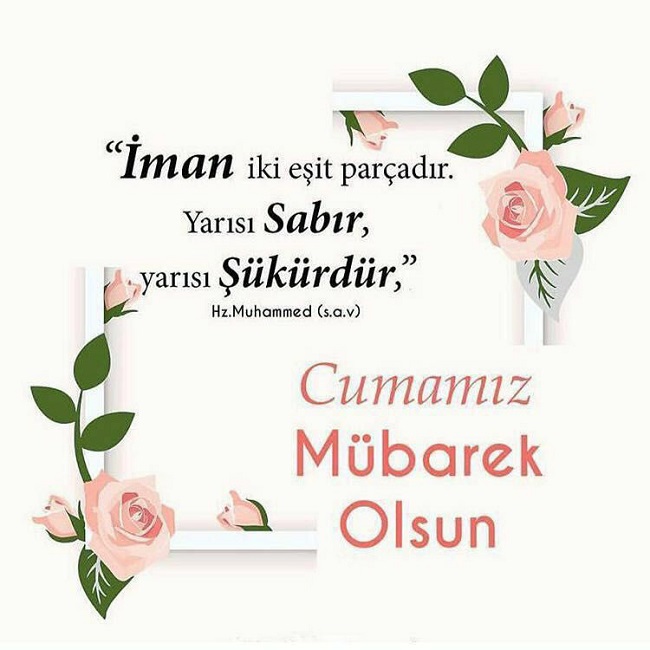 “İman iki eşit parçadır.
Yarısı Sabır,
yarısı Şükürdür,”
Hz.Muhammed (s.a.v)
Cumamız
Mübarek
Olsun